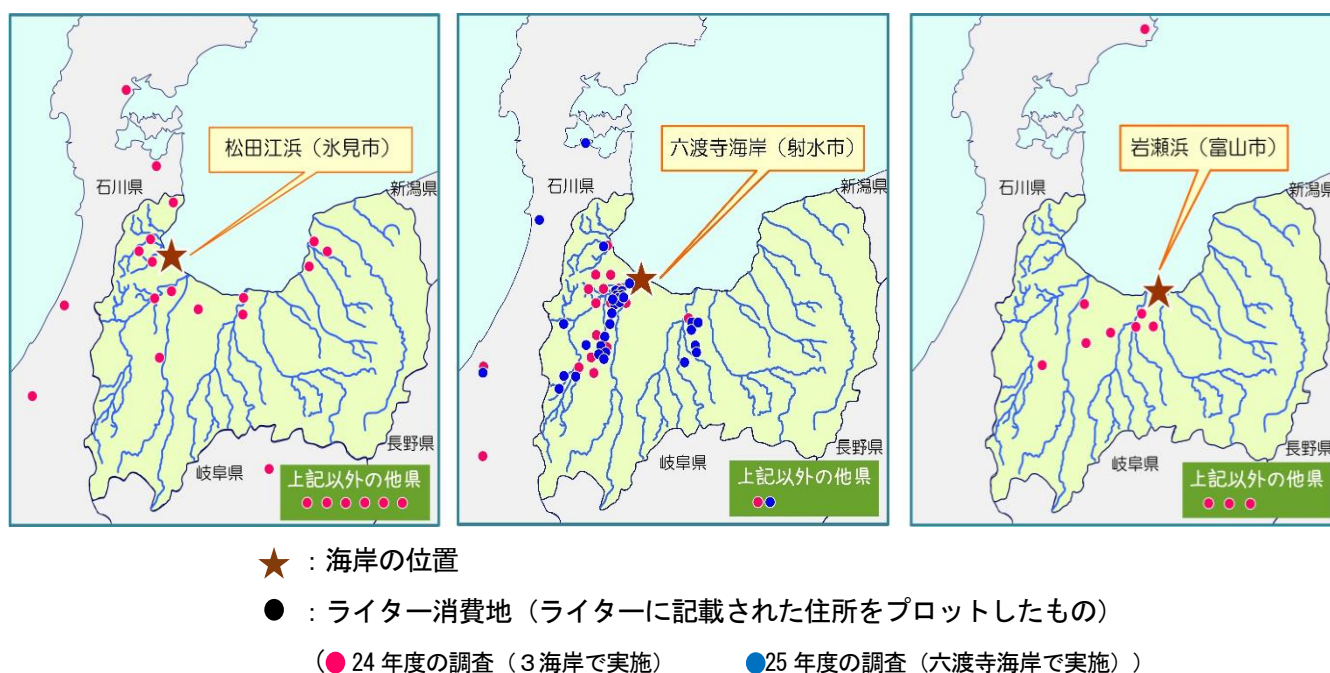 松田江浜（氷見市）
石川県
新潟県
長野県
岐阜県
上記以外の他県
六渡寺海岸（射水市）
石川県
新潟県
長野県
岐阜県
上記以外の他県
岩瀬浜（富山市）
石川県
新潟県
長野県
岐阜県
上記以外の他県
★：海岸の位置
●：ライター消費地（ライターに記載された住所をプロットしたもの）
（●24 年度の調査（３海岸で実施） ●25 年度の調査（六渡寺海岸で実施））